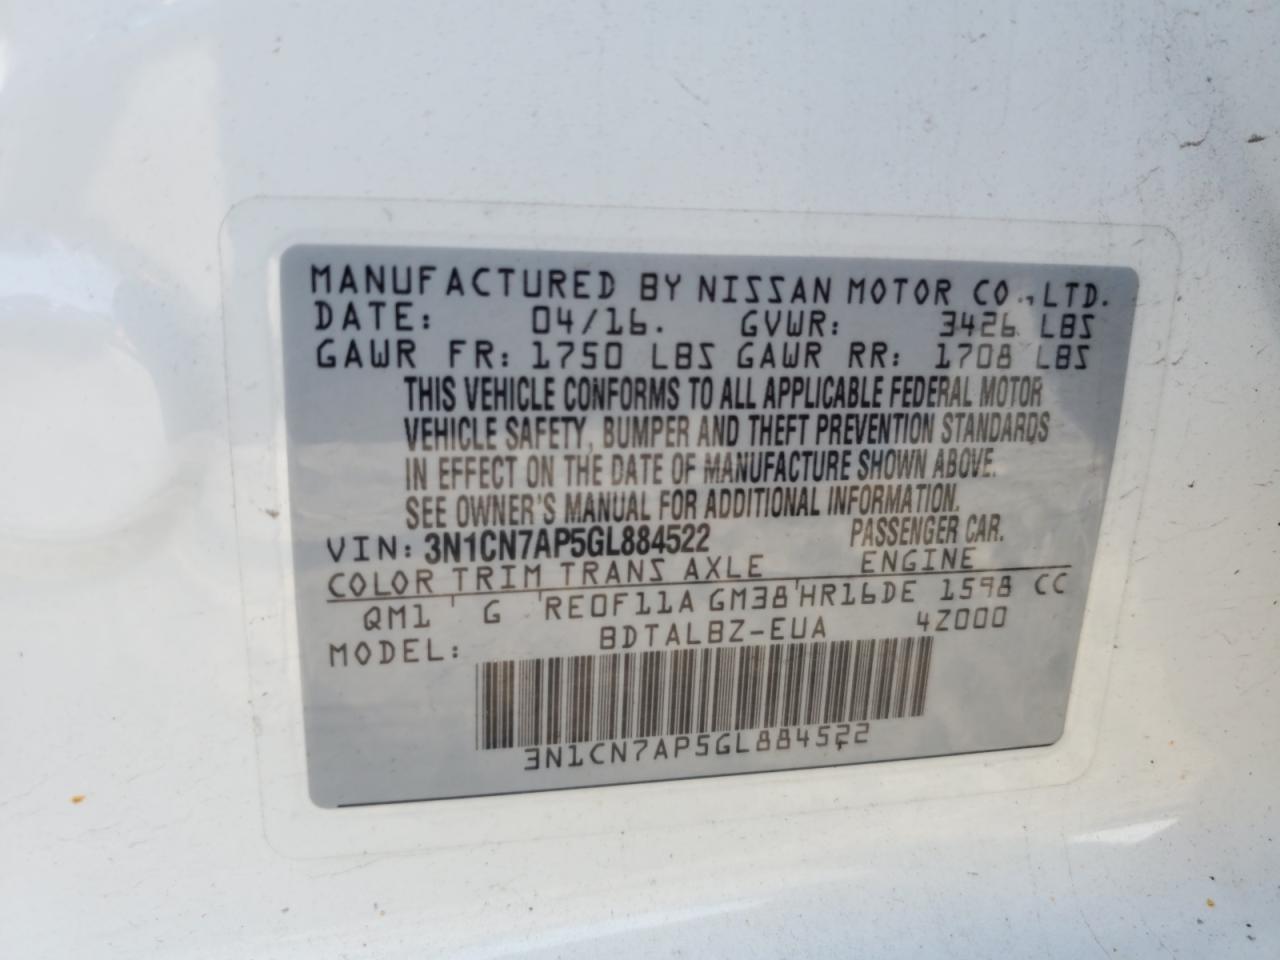 MANUFACTURED BY NISSAN MOTOR CO., LTD.
DATE: 04/16. GVWR: 3426 LBS
GAWR FR: 1750 LBS GAWR RR: 1708 LBS
THIS VEHICLE CONFORMS TO ALL APPLICABLE FEDERAL MOTOR
VEHICLE SAFETY, BUMPER AND THEFT PREVENTION STANDARDS
IN EFFECT ON THE DATE OF MANUFACTURE SHOWN ABOVE.
SEE OWNER'S MANUAL FOR ADDITIONAL INFORMATION.
VIN: 3N1CN7AP5GL884522 PASSENGER CAR.
COLOR TRIM TRANS AXLE ENGINE
QM1 G RE0F11A GM38 HR16DE 1598 CC
MODEL: BDTALBZ-EUA 4Z000
3N1CN7AP5GL884522